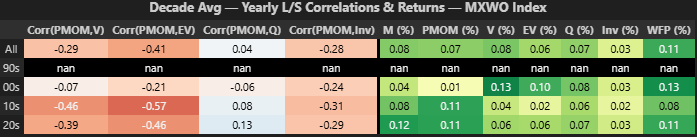 Decade Avg — Yearly L/S Correlations & Returns — MXWO Index
Corr(PMOM,V) Corr(PMOM,EV) Corr(PMOM,Q) Corr(PMOM,Inv) M (%) PMOM (%) V (%) EV (%) Q (%) Inv (%) WFP (%)
All -0.29 -0.41 0.04 -0.28 0.08 0.07 0.08 0.06 0.07 0.03 0.11
90s nan nan nan nan nan nan nan nan nan nan nan
00s -0.07 -0.21 -0.06 -0.24 0.04 0.01 0.13 0.10 0.08 0.03 0.13
10s -0.46 -0.57 0.08 -0.31 0.08 0.11 0.04 0.02 0.06 0.02 0.08
20s -0.39 -0.46 0.13 -0.29 0.12 0.11 0.06 0.06 0.07 0.03 0.11